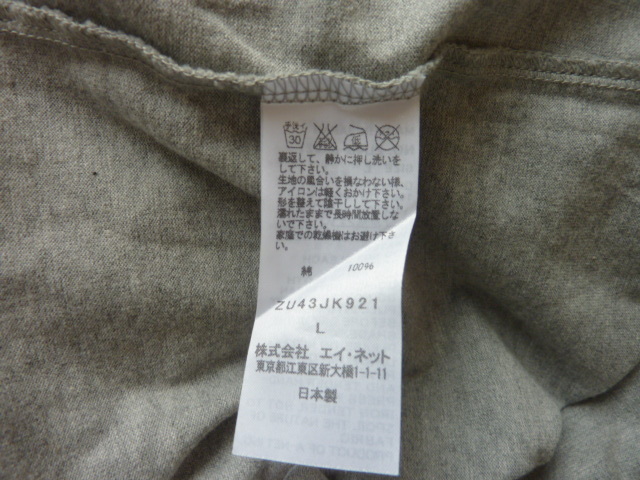 手洗イ
30
裏返して、静かに押し洗いを
して下さい。
生地の風合いを損なわない様、
アイロンは軽くおかけ下さい。
形を整えて陰干しして下さい。
濡れたままで長時間放置しな
いで下さい。
家庭での乾燥機はお避け下さ
い。
綿 100%
ZU43JK921
L
株式会社 エイ・ネット
東京都江東区新大橋1-1-11
日本製